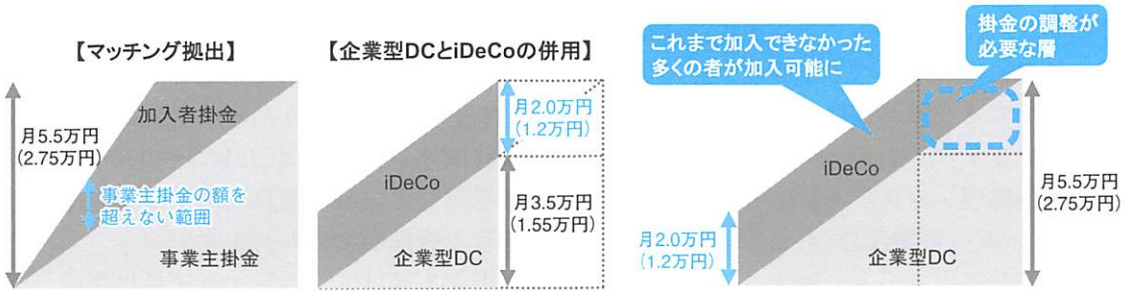 【マッチング拠出】
月5.5万円
(2.75万円)
加入者掛金
事業主掛金の額を
超えない範囲
事業主掛金
【企業型DCとiDeCoの併用】
月2.0万円
(1.2万円)
iDeCo
月3.5万円
(1.55万円)
企業型DC
これまで加入できなかった
多くの者が加入可能に
掛金の調整が
必要な層
iDeCo
月5.5万円
(2.75万円)
月2.0万円
(1.2万円)
企業型DC